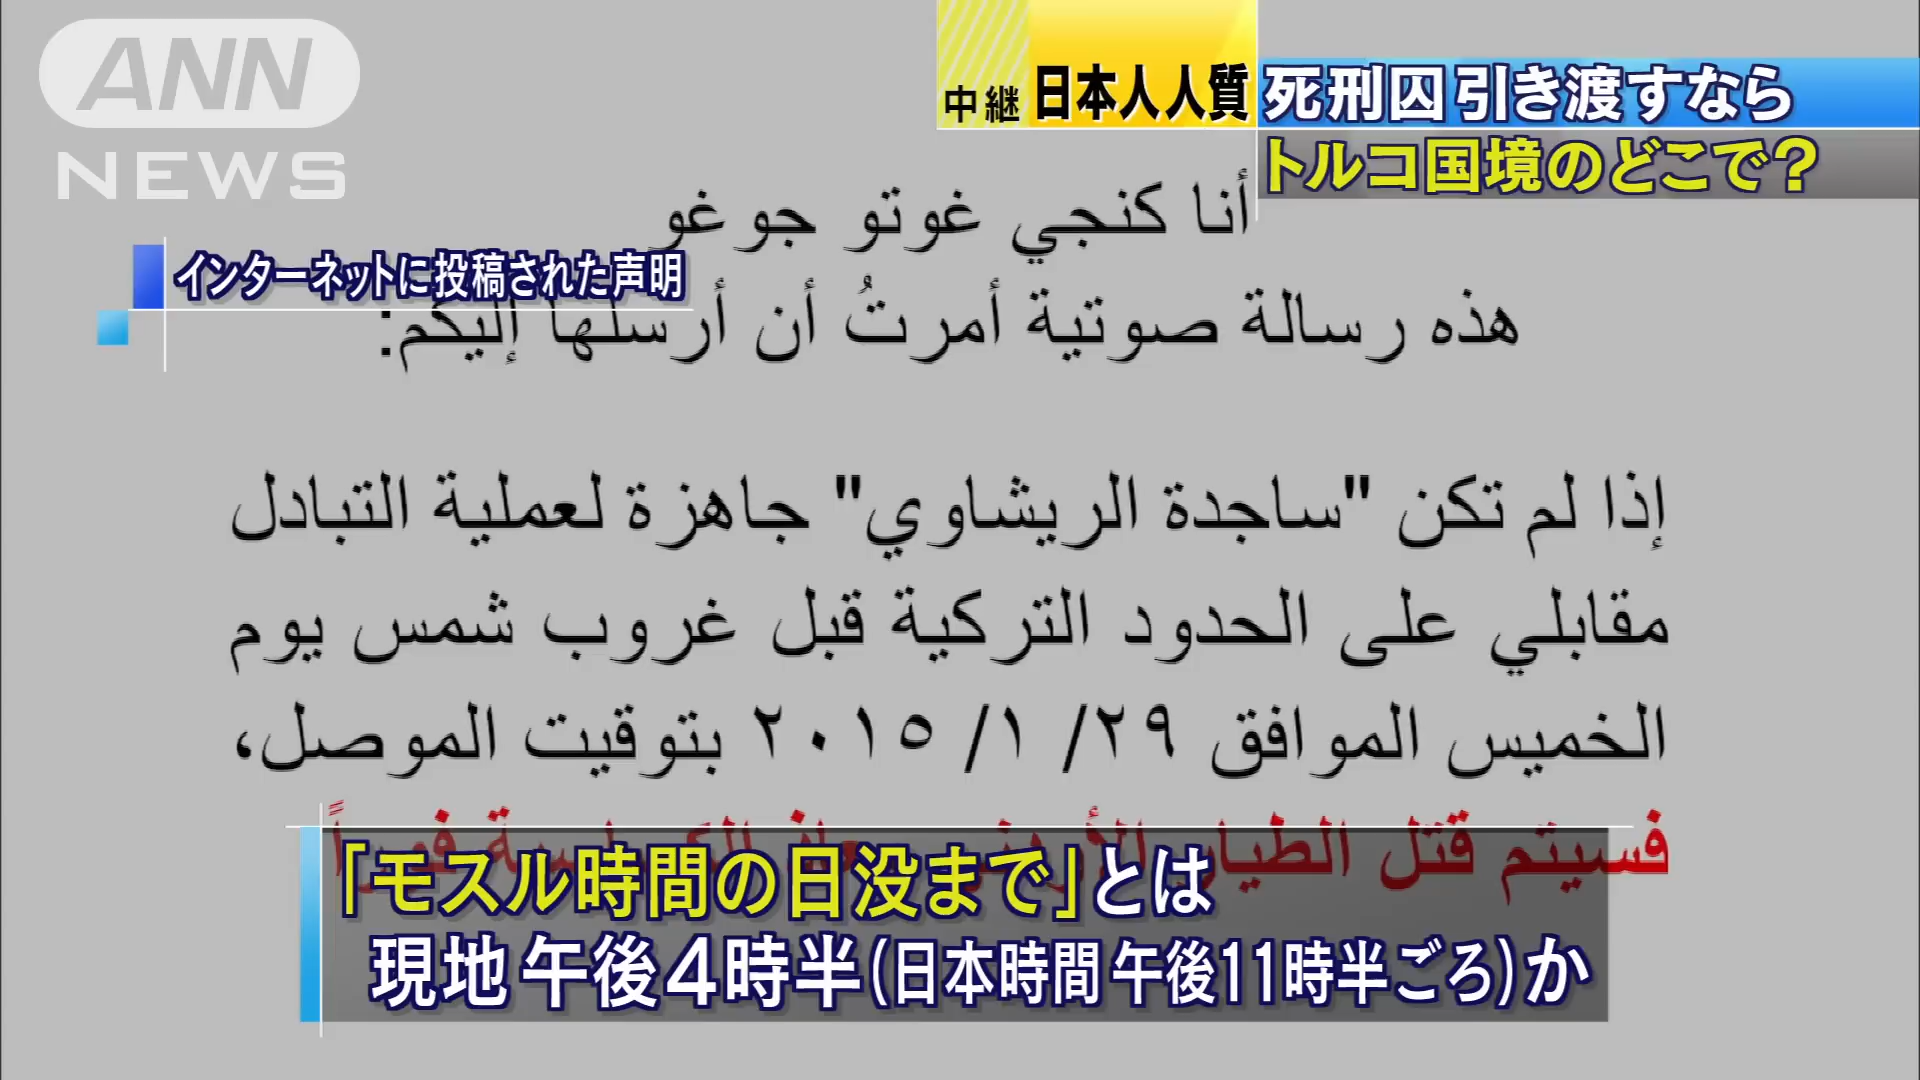 ANN
NEWS
中継
日本人人質
死刑囚 引き渡すなら
トルコ国境のどこで？
أنا كنجي غوتو جوغو
インターネットに投稿された声明
هذه رسالة صوتية أمرتُ أن أرسلها إليكم:
إذا لم تكن "ساجدة الريشاوي" جاهزة لعملية التبادل
مقابلي على الحدود التركية قبل غروب شمس يوم
الخميس الموافق ٢٩/ ١/ ٢٠١٥ بتوقيت الموصل،
فسيتم قتل الطيار
「モスル時間の日没まで」とは
現地 午後4時半(日本時間 午後11時半ごろ)か